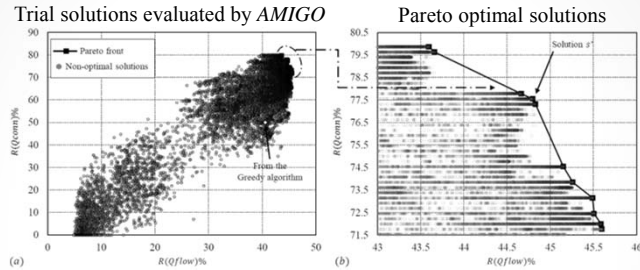 Trial solutions evaluated by AMIGO
Pareto optimal solutions
90
80
70
60
50
40
30
20
10
0
R(Qconn)%
Pareto front
Non-optimal solutions
From the
Greedy algorithm
0 10 20 30 40 50
(a)
R(Qflow)%
80.5
79.5
78.5
77.5
76.5
75.5
74.5
73.5
72.5
71.5
R(Qconn)%
Solution s*
43 43.5 44 44.5 45 45.5 46
(b)
R(Qflow)%